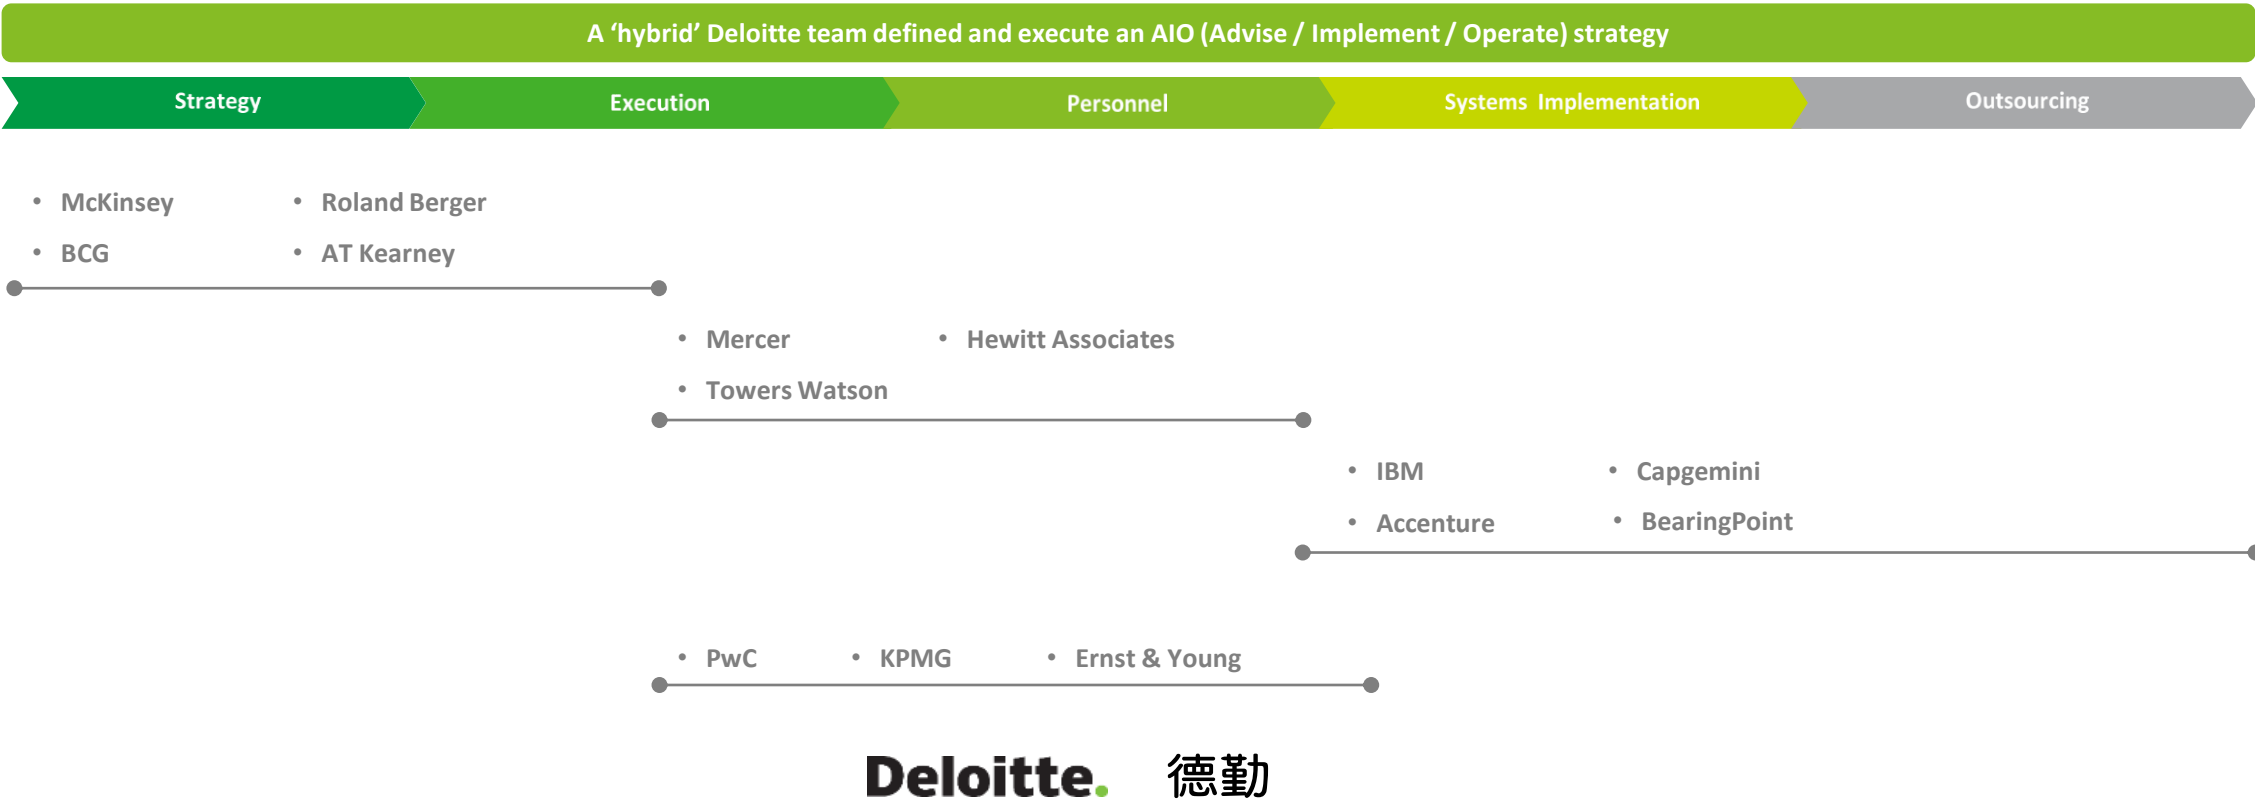 A ‘hybrid’ Deloitte team defined and execute an AIO (Advise / Implement / Operate) strategy
Strategy Execution Personnel Systems Implementation Outsourcing
• McKinsey • Roland Berger
• BCG • AT Kearney
• Mercer • Hewitt Associates
• Towers Watson
• IBM • Capgemini
• Accenture • BearingPoint
• PwC • KPMG • Ernst & Young
Deloitte. 德勤